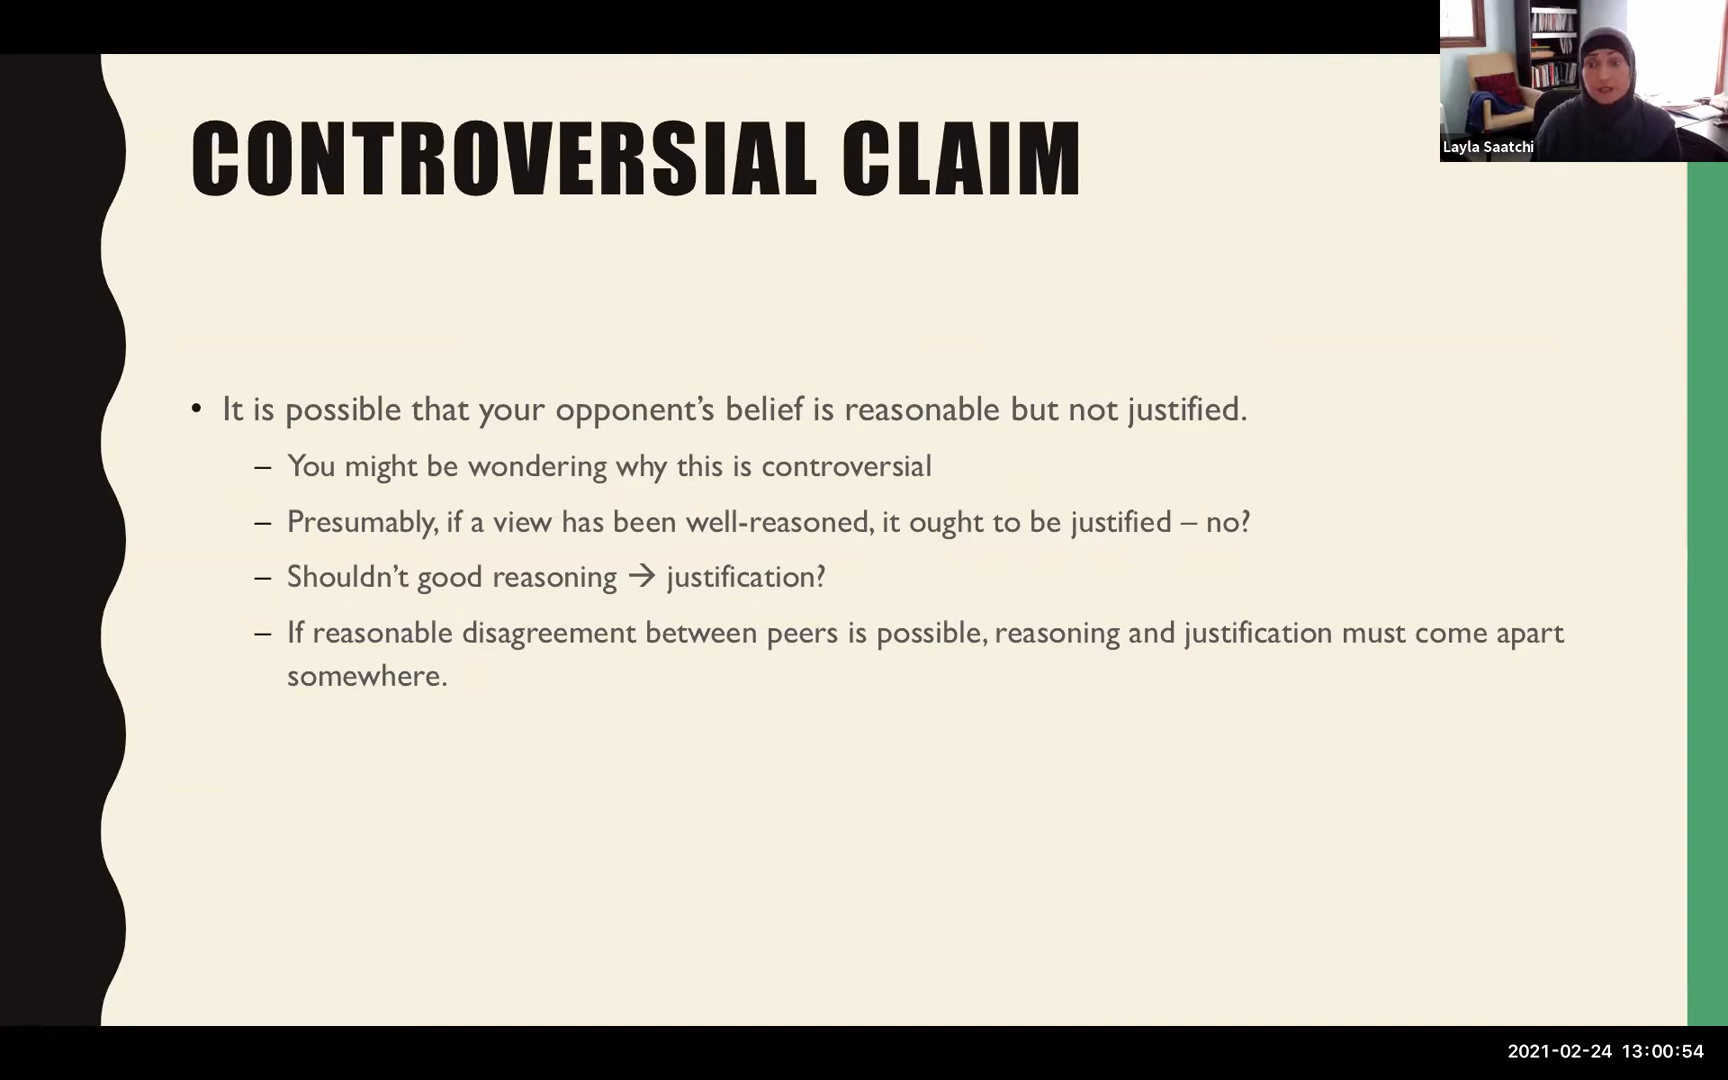 Layla Saatchi
CONTROVERSIAL CLAIM
• It is possible that your opponent’s belief is reasonable but not justified.
– You might be wondering why this is controversial
– Presumably, if a view has been well-reasoned, it ought to be justified – no?
– Shouldn’t good reasoning → justification?
– If reasonable disagreement between peers is possible, reasoning and justification must come apart
somewhere.
2021-02-24 13:00:54